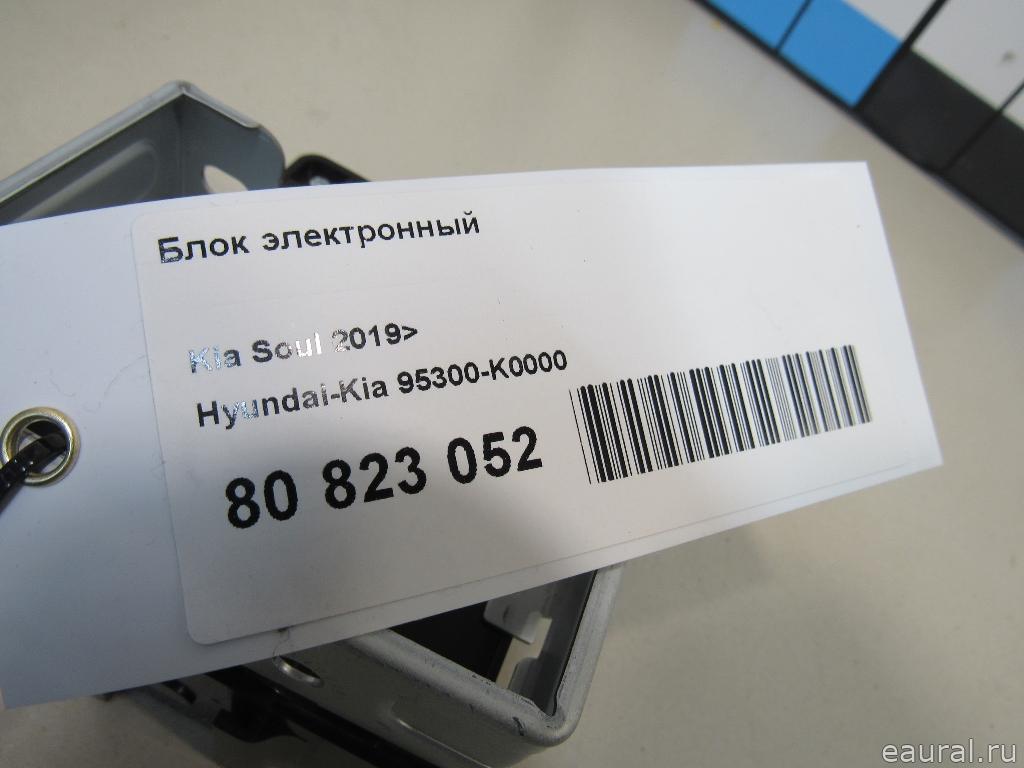 Блок электронный
Kia Soul 2019>
Hyundai-Kia 95300-K0000
80 823 052
eaural.ru